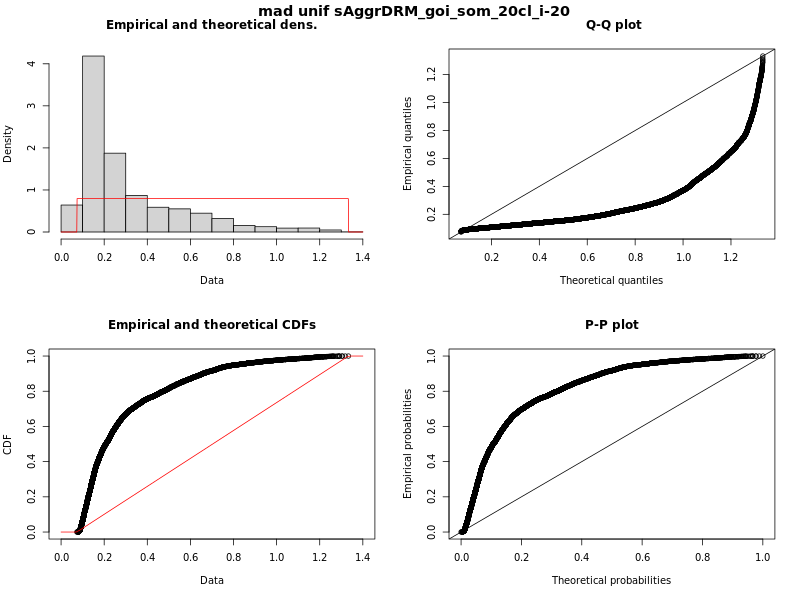 mad unif sAggrDRM_goi_som_20cl_i-20
Empirical and theoretical dens.
Density
0 1 2 3 4
0.0 0.2 0.4 0.6 0.8 1.0 1.2 1.4
Data
Q-Q plot
Empirical quantiles
0.2 0.4 0.6 0.8 1.0 1.2
0.2 0.4 0.6 0.8 1.0 1.2
Theoretical quantiles
Empirical and theoretical CDFs
CDF
0.0 0.2 0.4 0.6 0.8 1.0
0.0 0.2 0.4 0.6 0.8 1.0 1.2 1.4
Data
P-P plot
Empirical probabilities
0.0 0.2 0.4 0.6 0.8 1.0
0.0 0.2 0.4 0.6 0.8 1.0
Theoretical probabilities